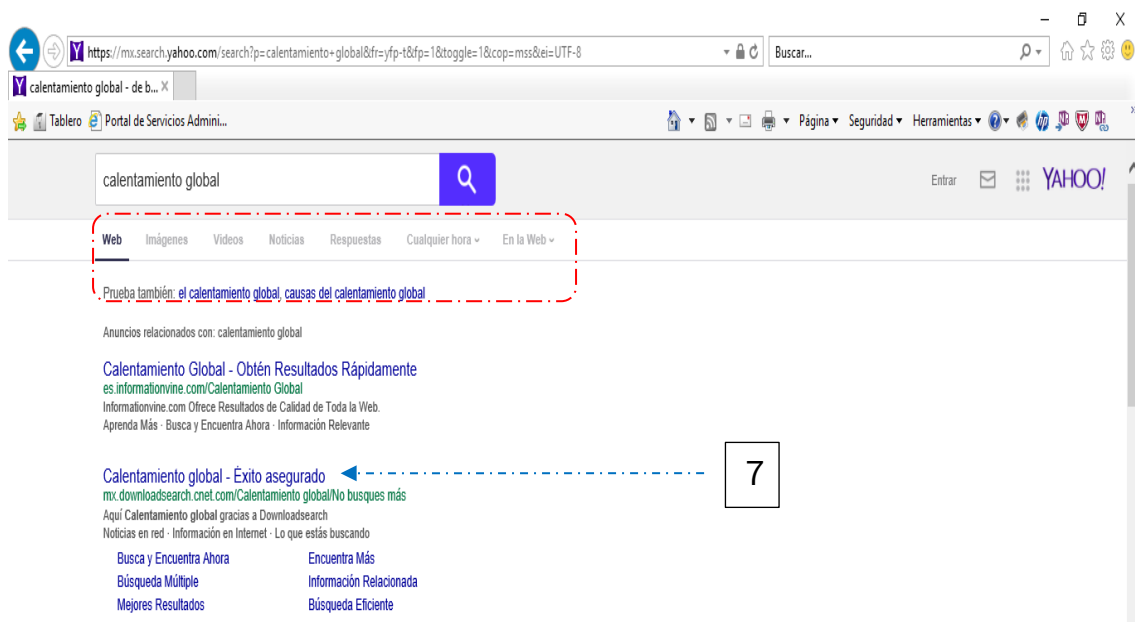 https://mx.search.yahoo.com/search?p=calentamiento+global&fr=yfp-t&fp=1&toggle=1&cop=mss&ei=UTF-8
Buscar...
calentamiento global - de b...
Tablero Portal de Servicios Admini...
Página Seguridad Herramientas
calentamiento global
Entrar YAHOO!
Web Imágenes Videos Noticias Respuestas Cualquier hora En la Web
Prueba también: el calentamiento global, causas del calentamiento global
Anuncios relacionados con: calentamiento global
Calentamiento Global - Obtén Resultados Rápidamente
es.informationvine.com/Calentamiento Global
Informationvine.com Ofrece Resultados de Calidad de Toda la Web.
Aprenda Más · Busca y Encuentra Ahora · Información Relevante
Calentamiento global - Éxito asegurado
7
mx.downloadsearch.cnet.com/Calentamiento global/No busques más
Aquí Calentamiento global gracias a Downloadsearch
Noticias en red · Información en Internet · Lo que estás buscando
Busca y Encuentra Ahora Encuentra Más
Búsqueda Múltiple Información Relacionada
Mejores Resultados Búsqueda Eficiente